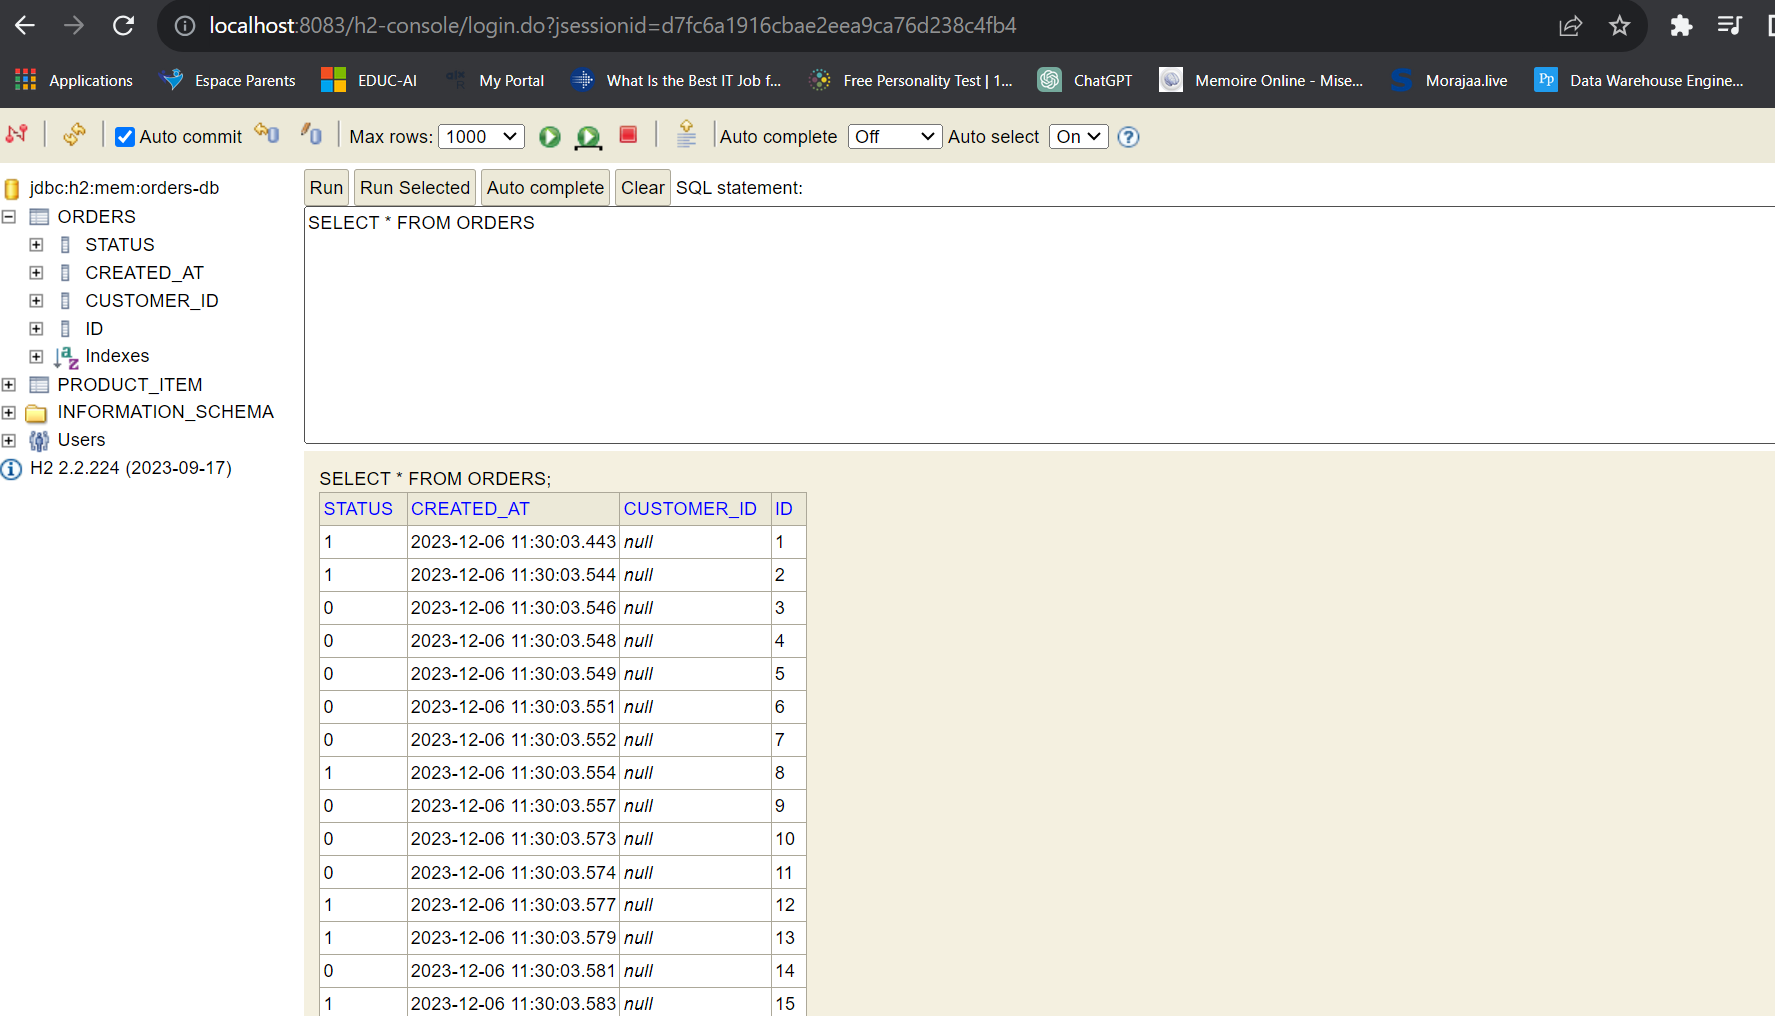 localhost:8083/h2-console/login.do?jsessionid=d7fc6a1916cbae2eea9ca76d238c4fb4
Applications Espace Parents EDUC-AI My Portal What Is the Best IT Job f... Free Personality Test | 1... ChatGPT Memoire Online - Mise... Morajaa.live Pp Data Warehouse Engine...
Auto commit Max rows: 1000 Auto complete Off Auto select On ?
jdbc:h2:mem:orders-db
ORDERS
STATUS
CREATED_AT
CUSTOMER_ID
ID
Indexes
PRODUCT_ITEM
INFORMATION_SCHEMA
Users
H2 2.2.224 (2023-09-17)
Run Run Selected Auto complete Clear SQL statement:
SELECT * FROM ORDERS
SELECT * FROM ORDERS;
STATUS CREATED_AT CUSTOMER_ID ID
1 2023-12-06 11:30:03.443 null 1
1 2023-12-06 11:30:03.544 null 2
0 2023-12-06 11:30:03.546 null 3
0 2023-12-06 11:30:03.548 null 4
0 2023-12-06 11:30:03.549 null 5
0 2023-12-06 11:30:03.551 null 6
0 2023-12-06 11:30:03.552 null 7
1 2023-12-06 11:30:03.554 null 8
0 2023-12-06 11:30:03.557 null 9
0 2023-12-06 11:30:03.573 null 10
0 2023-12-06 11:30:03.574 null 11
1 2023-12-06 11:30:03.577 null 12
1 2023-12-06 11:30:03.579 null 13
0 2023-12-06 11:30:03.581 null 14
1 2023-12-06 11:30:03.583 null 15